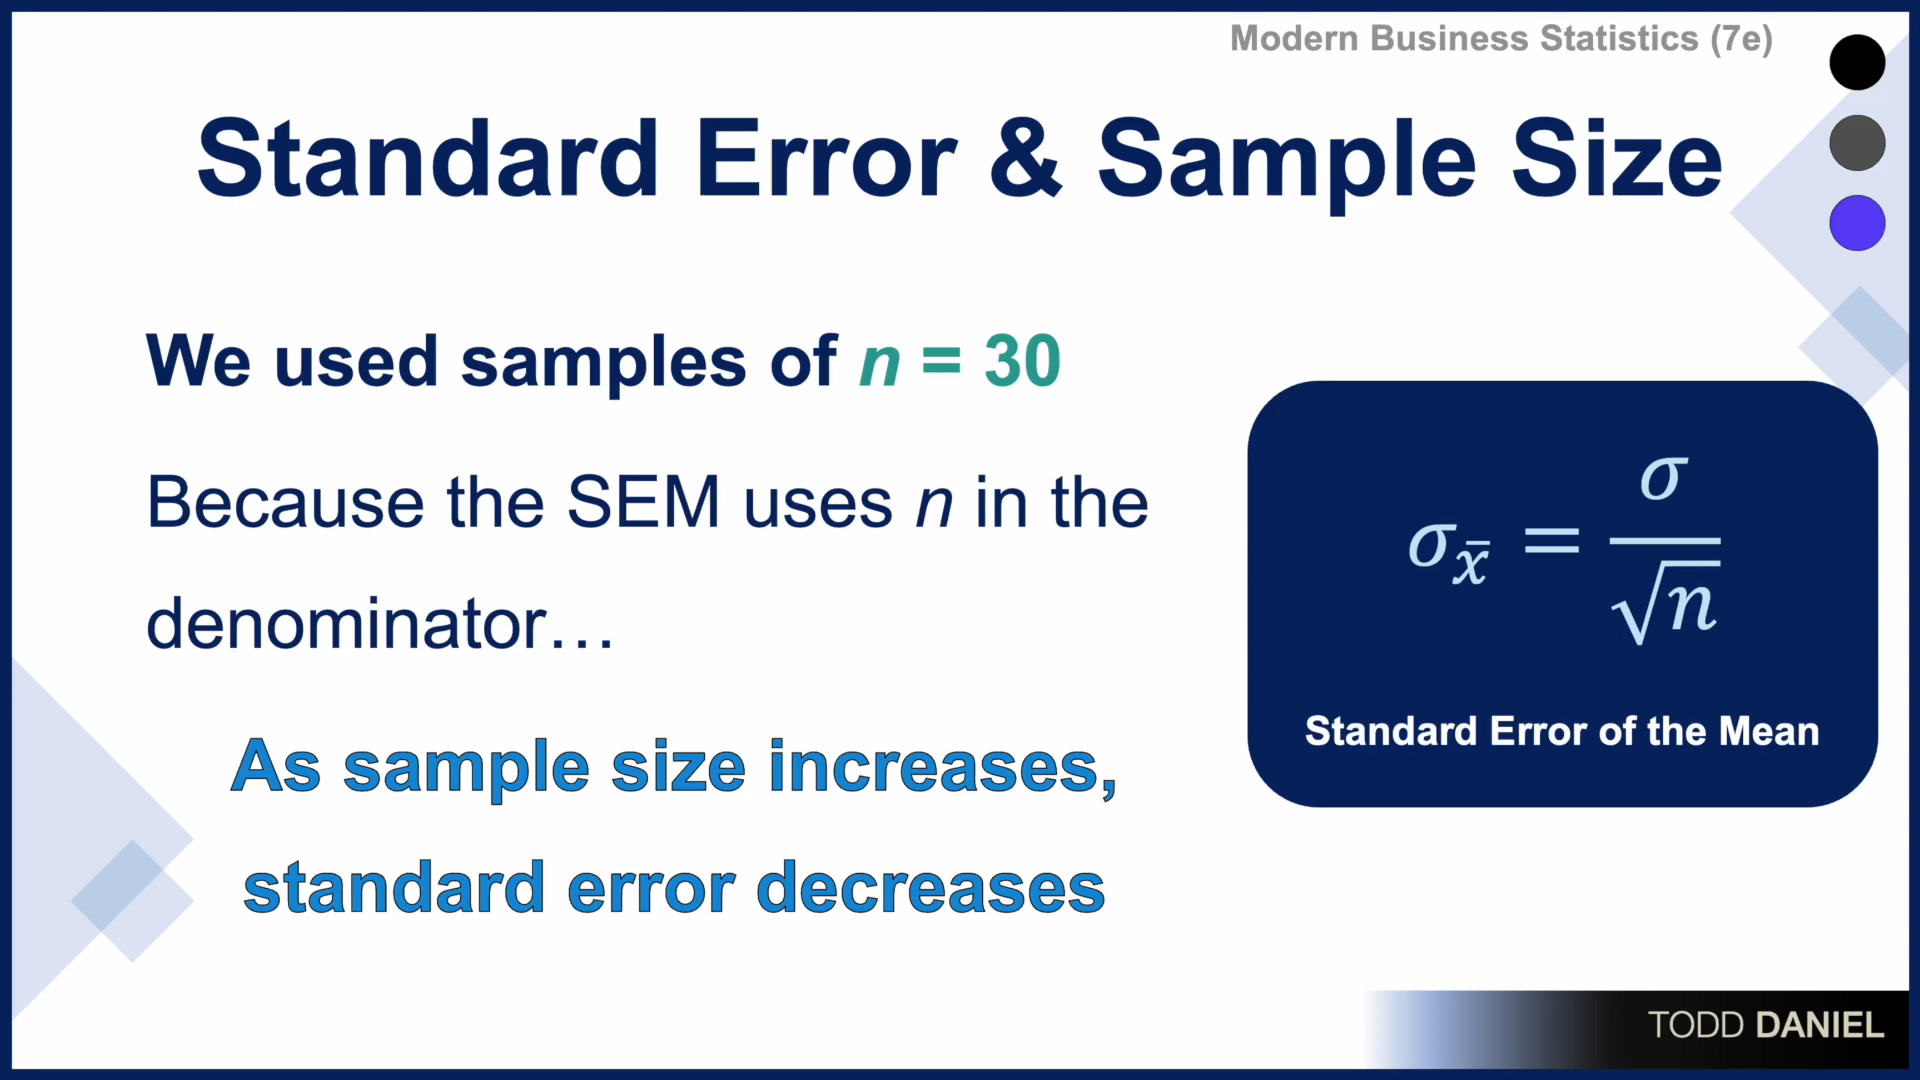 Modern Business Statistics (7e)
Standard Error & Sample Size
We used samples of n = 30
Because the SEM uses n in the
denominator…
As sample size increases,
standard error decreases
σ_x̄ = σ/√n
Standard Error of the Mean
TODD DANIEL